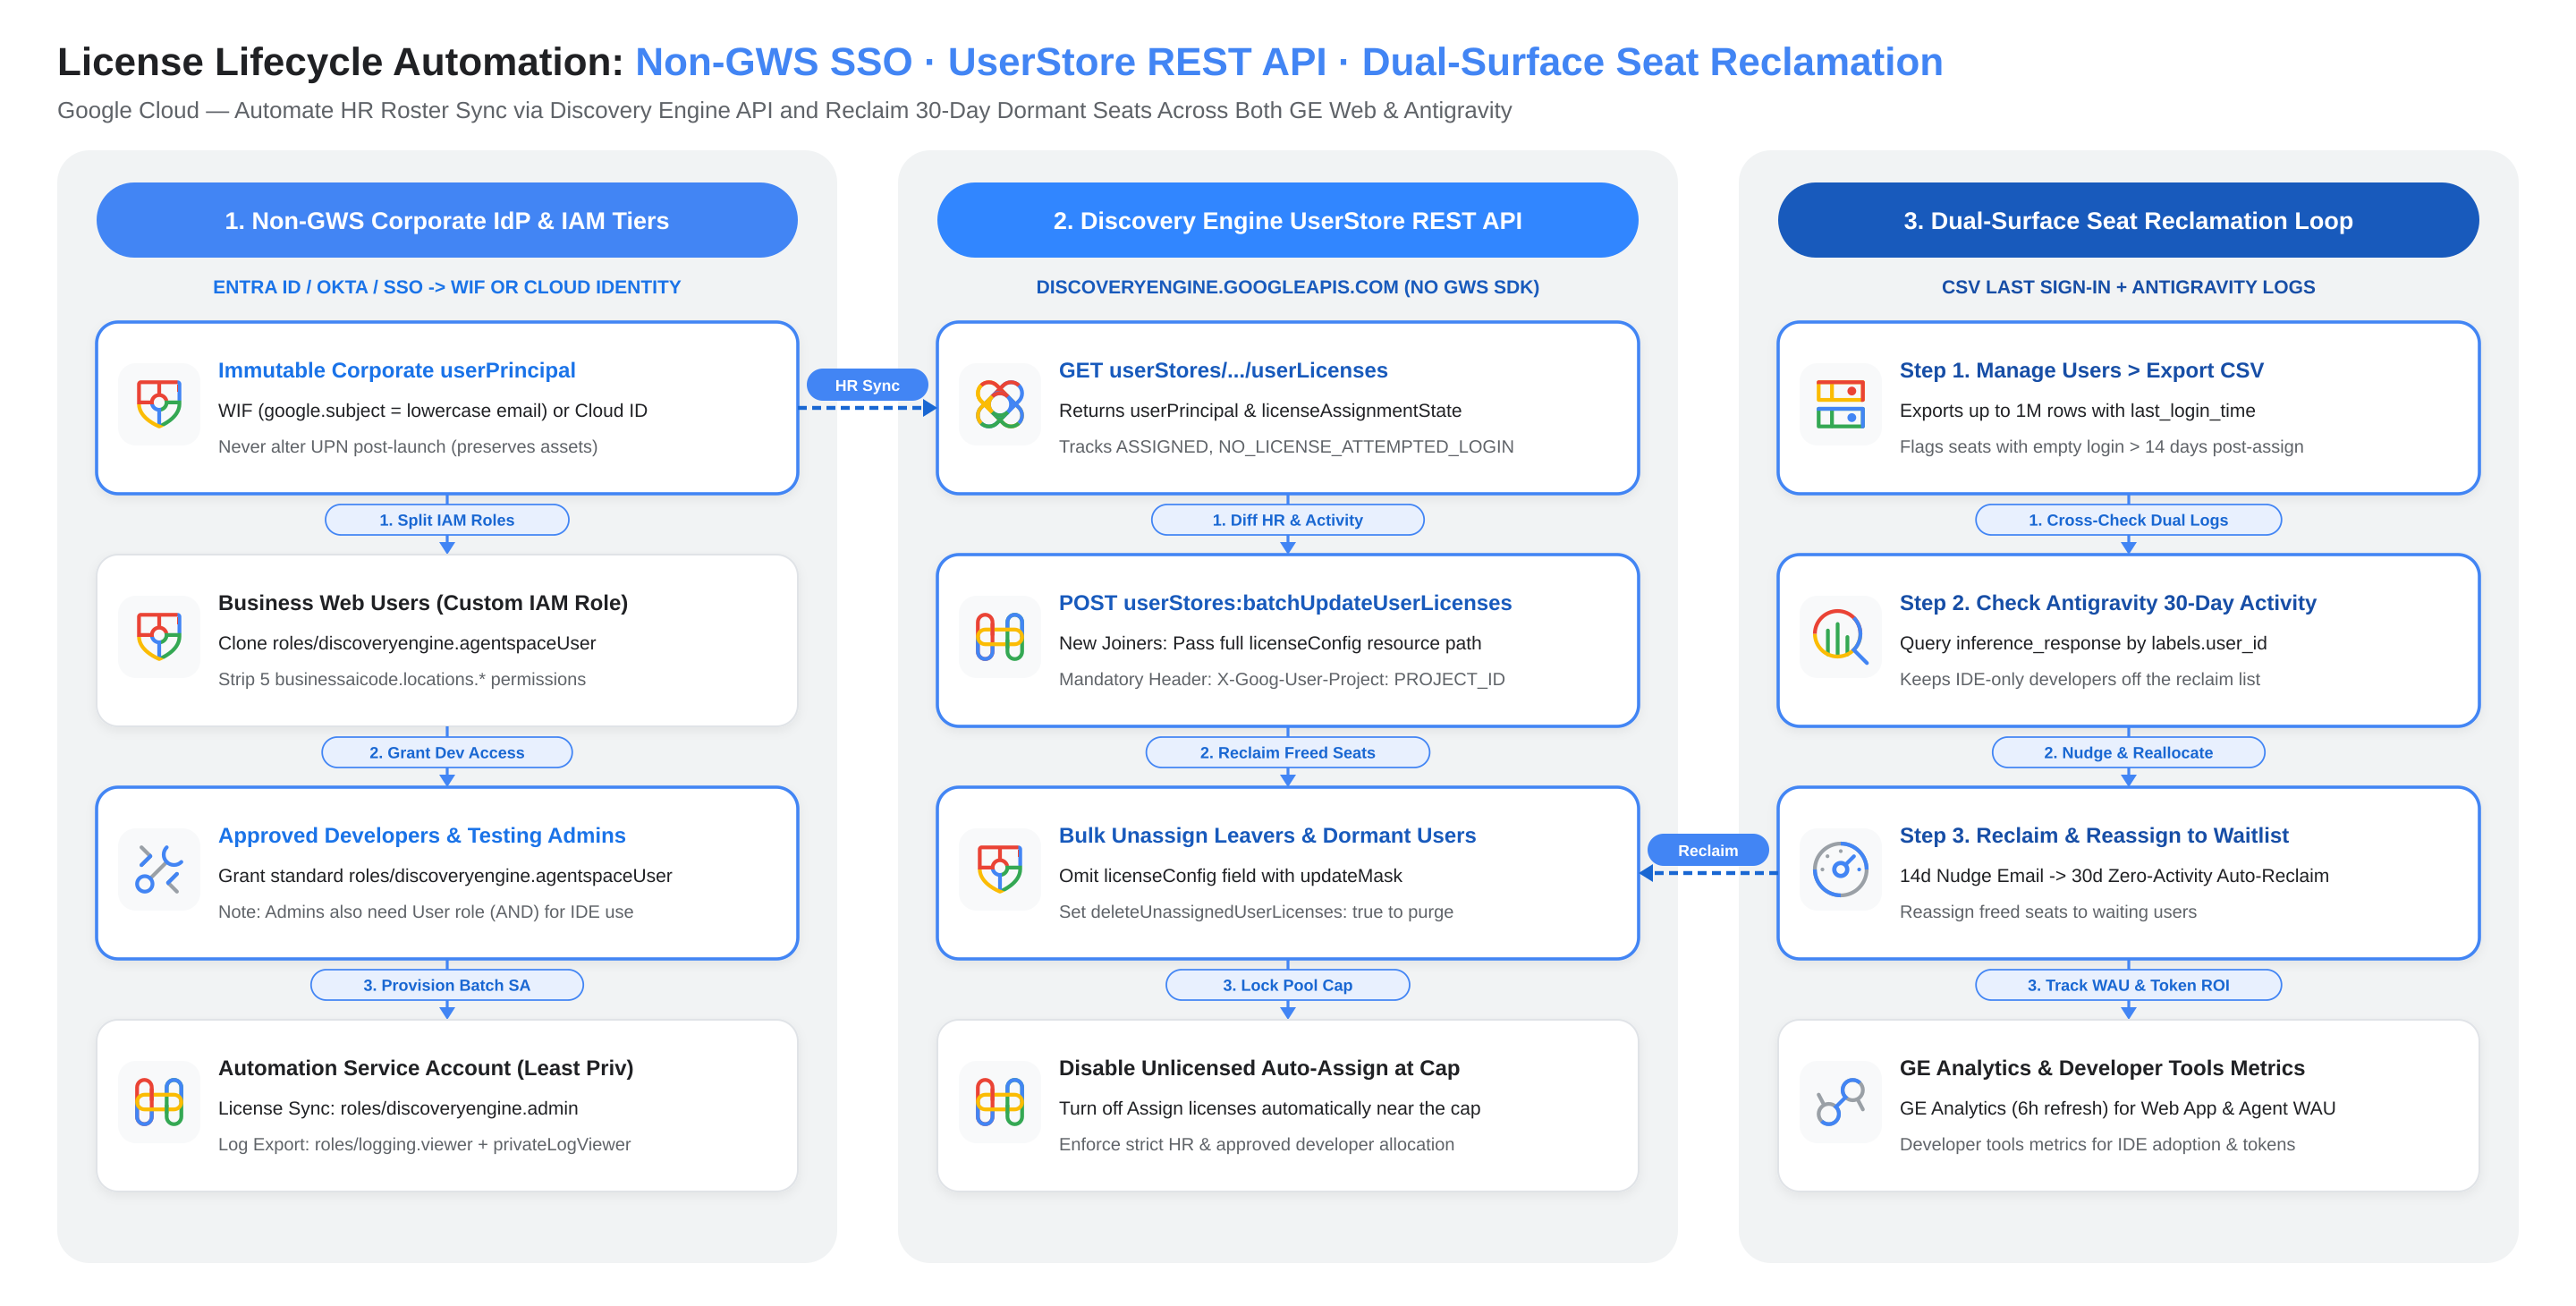 License Lifecycle Automation: Non-GWS SSO · UserStore REST API · Dual-Surface Seat Reclamation
Google Cloud — Automate HR Roster Sync via Discovery Engine API and Reclaim 30-Day Dormant Seats Across Both GE Web & Antigravity
1. Non-GWS Corporate IdP & IAM Tiers
ENTRA ID / OKTA / SSO -> WIF OR CLOUD IDENTITY
Immutable Corporate userPrincipal
WIF (google.subject = lowercase email) or Cloud ID
Never alter UPN post-launch (preserves assets)
1. Split IAM Roles
Business Web Users (Custom IAM Role)
Clone roles/discoveryengine.agentspaceUser
Strip 5 businessaicode.locations.* permissions
2. Grant Dev Access
Approved Developers & Testing Admins
Grant standard roles/discoveryengine.agentspaceUser
Note: Admins also need User role (AND) for IDE use
3. Provision Batch SA
Automation Service Account (Least Priv)
License Sync: roles/discoveryengine.admin
Log Export: roles/logging.viewer + privateLogViewer
HR Sync
2. Discovery Engine UserStore REST API
DISCOVERYENGINE.GOOGLEAPIS.COM (NO GWS SDK)
GET userStores/.../userLicenses
Returns userPrincipal & licenseAssignmentState
Tracks ASSIGNED, NO_LICENSE_ATTEMPTED_LOGIN
1. Diff HR & Activity
POST userStores:batchUpdateUserLicenses
New Joiners: Pass full licenseConfig resource path
Mandatory Header: X-Goog-User-Project: PROJECT_ID
2. Reclaim Freed Seats
Bulk Unassign Leavers & Dormant Users
Omit licenseConfig field with updateMask
Set deleteUnassignedUserLicenses: true to purge
3. Lock Pool Cap
Disable Unlicensed Auto-Assign at Cap
Turn off Assign licenses automatically near the cap
Enforce strict HR & approved developer allocation
Reclaim
3. Dual-Surface Seat Reclamation Loop
CSV LAST SIGN-IN + ANTIGRAVITY LOGS
Step 1. Manage Users > Export CSV
Exports up to 1M rows with last_login_time
Flags seats with empty login > 14 days post-assign
1. Cross-Check Dual Logs
Step 2. Check Antigravity 30-Day Activity
Query inference_response by labels.user_id
Keeps IDE-only developers off the reclaim list
2. Nudge & Reallocate
Step 3. Reclaim & Reassign to Waitlist
14d Nudge Email -> 30d Zero-Activity Auto-Reclaim
Reassign freed seats to waiting users
3. Track WAU & Token ROI
GE Analytics & Developer Tools Metrics
GE Analytics (6h refresh) for Web App & Agent WAU
Developer tools metrics for IDE adoption & tokens